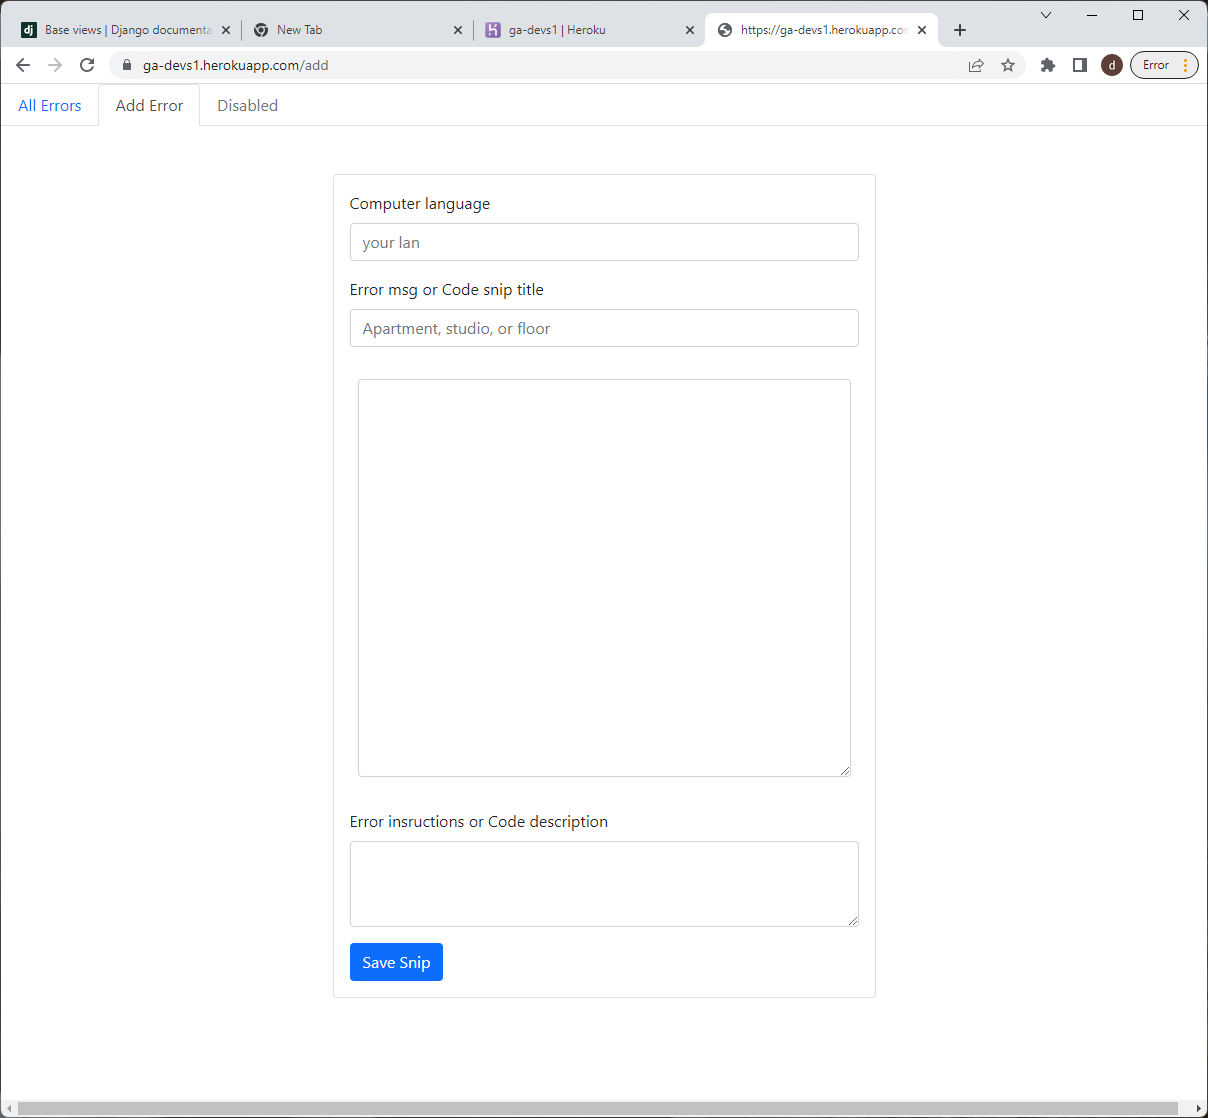 Base views | Django documenta
New Tab
ga-devs1 | Heroku
https://ga-devs1.herokuapp.co
ga-devs1.herokuapp.com/add
d
Error
All Errors
Add Error
Disabled
Computer language
your lan
Error msg or Code snip title
Apartment, studio, or floor
Error insructions or Code description
Save Snip